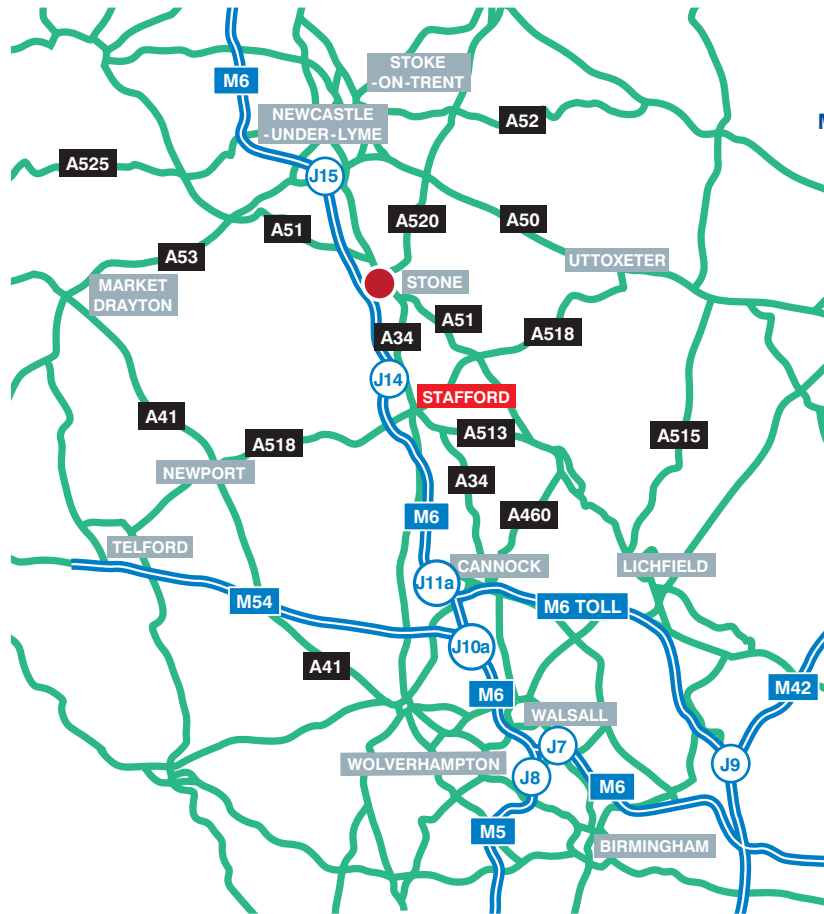 STOKE
-ON-TRENT
M6
NEWCASTLE
-UNDER-LYME
A52
M
A525
J15
A520
A50
A51
A53
UTTOXETER
MARKET
DRAYTON
STONE
A51
A518
A34
J14
STAFFORD
A41
A518
A513
A515
NEWPORT
A34
A460
M6
TELFORD
CANNOCK
LICHFIELD
J11a
M54
M6 TOLL
J10a
A41
M6
M42
WALSALL
J7
WOLVERHAMPTON
J9
J8
M6
M5
BIRMINGHAM